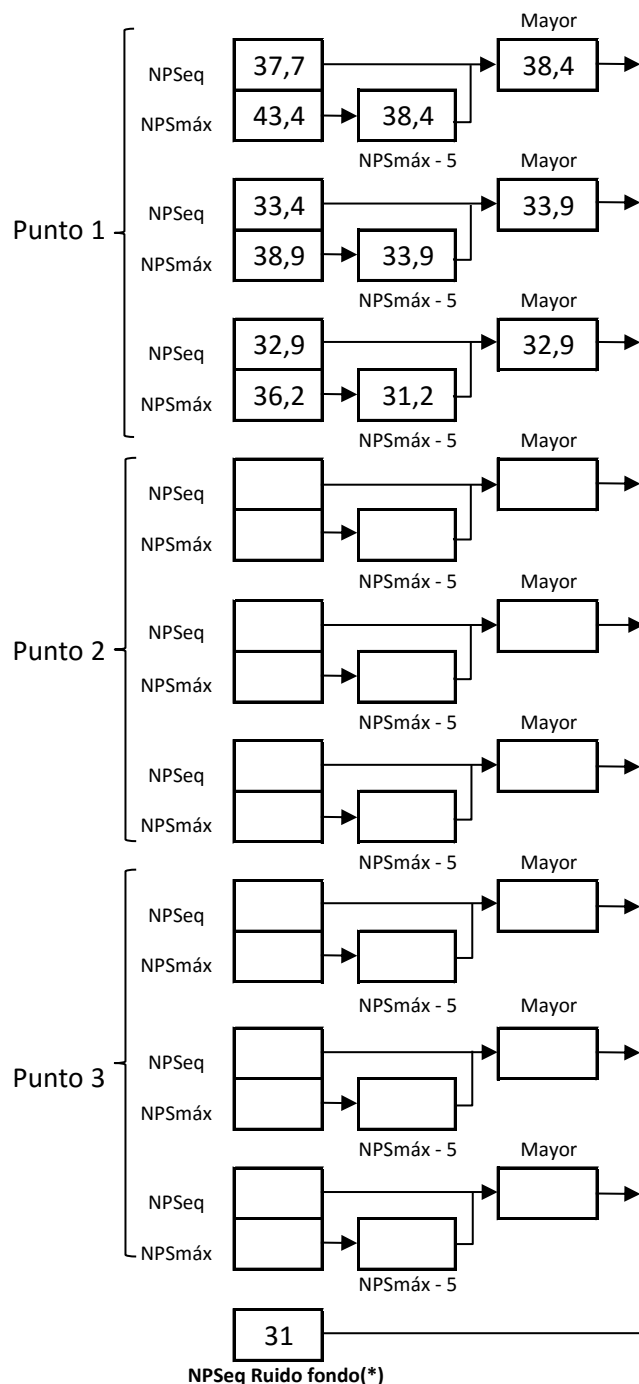 Mayor
NPSeq 37,7 38,4
NPSmáx 43,4 38,4
NPSmáx - 5
Mayor
NPSeq 33,4 33,9
Punto 1
NPSmáx 38,9 33,9
NPSmáx - 5
Mayor
NPSeq 32,9 32,9
NPSmáx 36,2 31,2
NPSmáx - 5
Mayor
NPSeq
NPSmáx
NPSmáx - 5
Mayor
NPSeq
Punto 2
NPSmáx
NPSmáx - 5
Mayor
NPSeq
NPSmáx
NPSmáx - 5
Mayor
NPSeq
NPSmáx
NPSmáx - 5
Mayor
NPSeq
Punto 3
NPSmáx
NPSmáx - 5
Mayor
NPSeq
NPSmáx
NPSmáx - 5
31
NPSeq Ruido fondo(*)